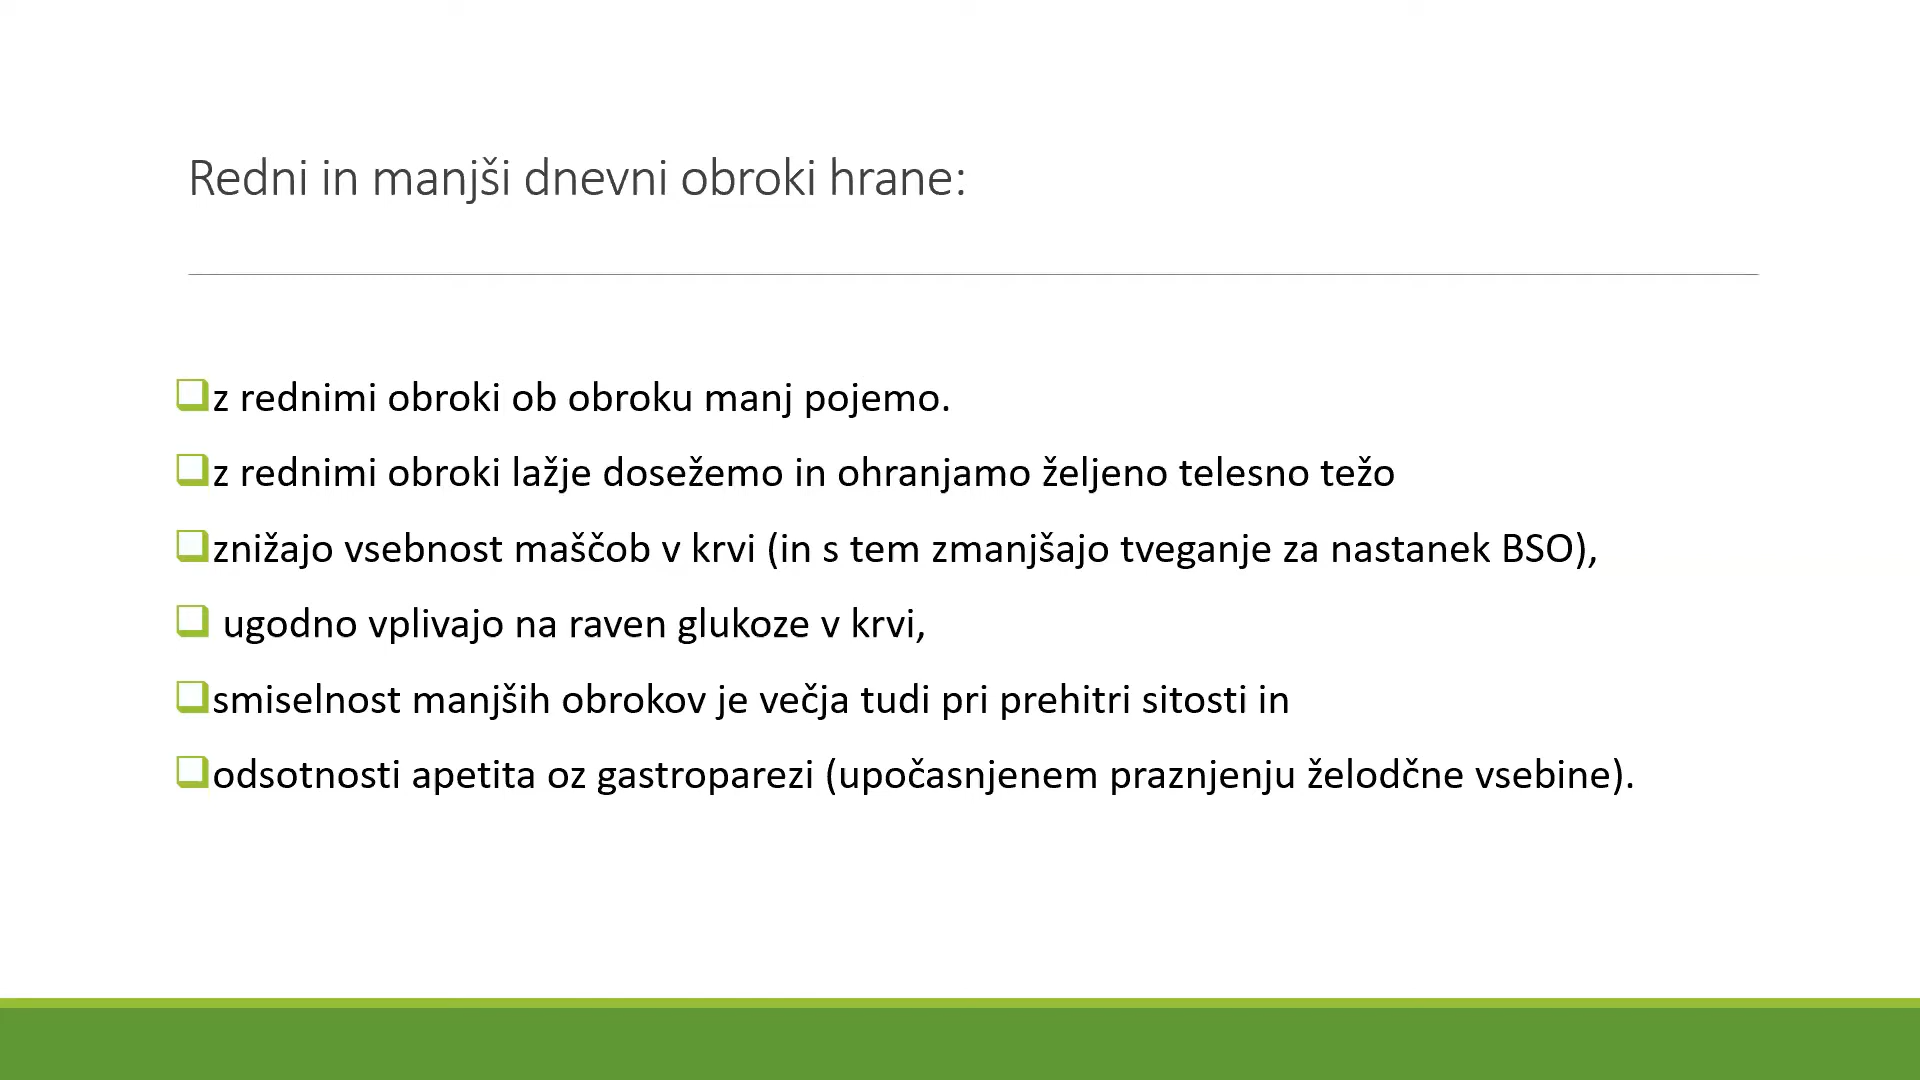 Redni in manjši dnevni obroki hrane:
z rednimi obroki ob obroku manj pojemo.
z rednimi obroki lažje dosežemo in ohranjamo željeno telesno težo
znižajo vsebnost maščob v krvi (in s tem zmanjšajo tveganje za nastanek BSO),
ugodno vplivajo na raven glukoze v krvi,
smiselnost manjših obrokov je večja tudi pri prehitri sitosti in
odsotnosti apetita oz gastroparezi (upočasnjenem praznjenju želodčne vsebine).